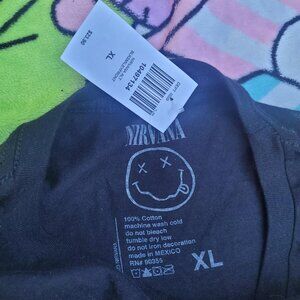 $22.90
XL
10497134
NIRVANA
100% Cotton
machine wash cold
do not bleach
tumble dry low
do not iron decoration
made in MEXICO
RN# 60355
XL